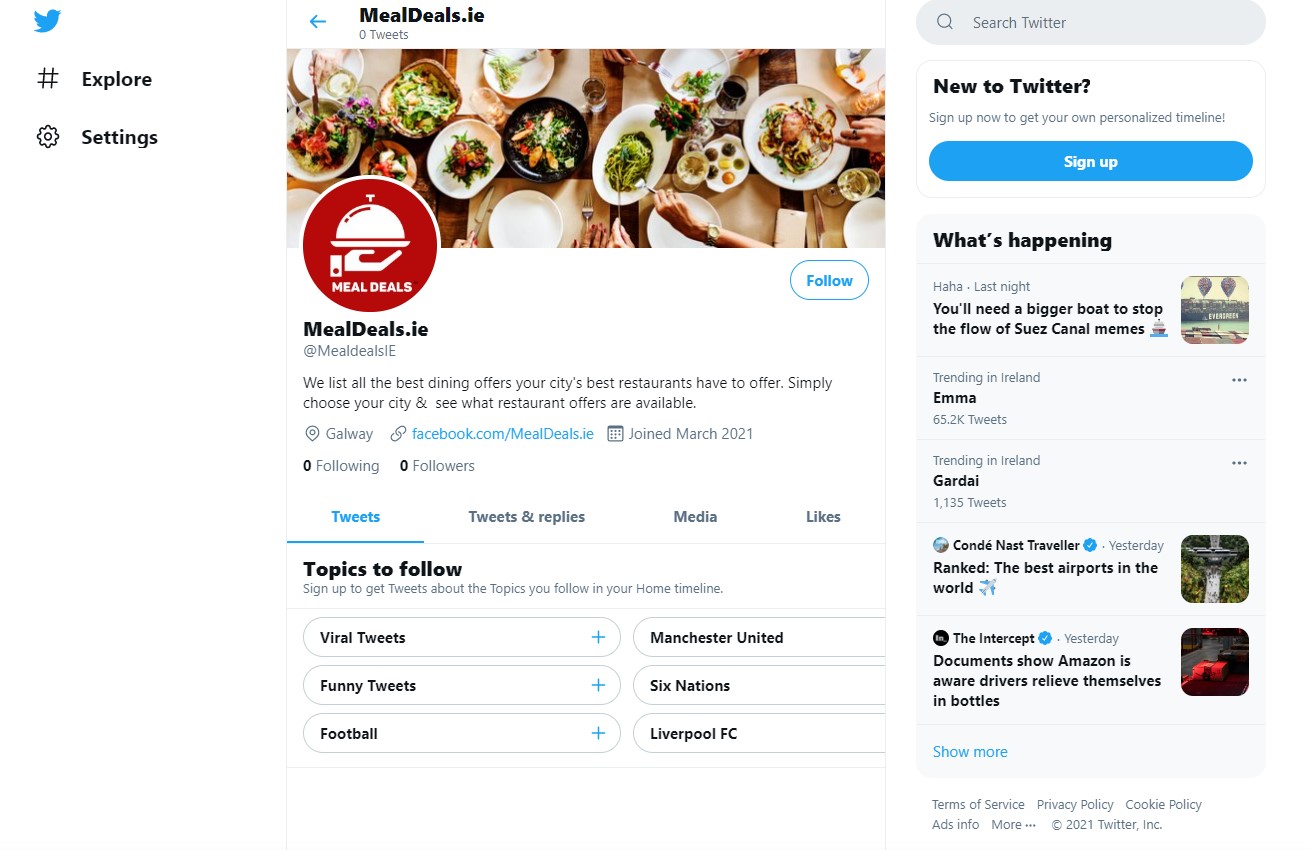 MealDeals.ie
0 Tweets
Explore
Settings
MEAL DEALS
Follow
MealDeals.ie
@MealdealsIE
We list all the best dining offers your city's best restaurants have to offer. Simply
choose your city &  see what restaurant offers are available.
Galway facebook.com/MealDeals.ie Joined March 2021
0 Following 0 Followers
Tweets Tweets & replies Media Likes
Topics to follow
Sign up to get Tweets about the Topics you follow in your Home timeline.
Viral Tweets Manchester United
Funny Tweets Six Nations
Football Liverpool FC
Search Twitter
New to Twitter?
Sign up now to get your own personalized timeline!
Sign up
What's happening
Haha · Last night
You'll need a bigger boat to stop
the flow of Suez Canal memes 🚢
EVERGREEN
Trending in Ireland
Emma
65.2K Tweets
Trending in Ireland
Gardai
1,135 Tweets
Condé Nast Traveller · Yesterday
Ranked: The best airports in the
world ✈️
The Intercept · Yesterday
Documents show Amazon is
aware drivers relieve themselves
in bottles
Show more
Terms of Service Privacy Policy Cookie Policy
Ads info More ··· © 2021 Twitter, Inc.